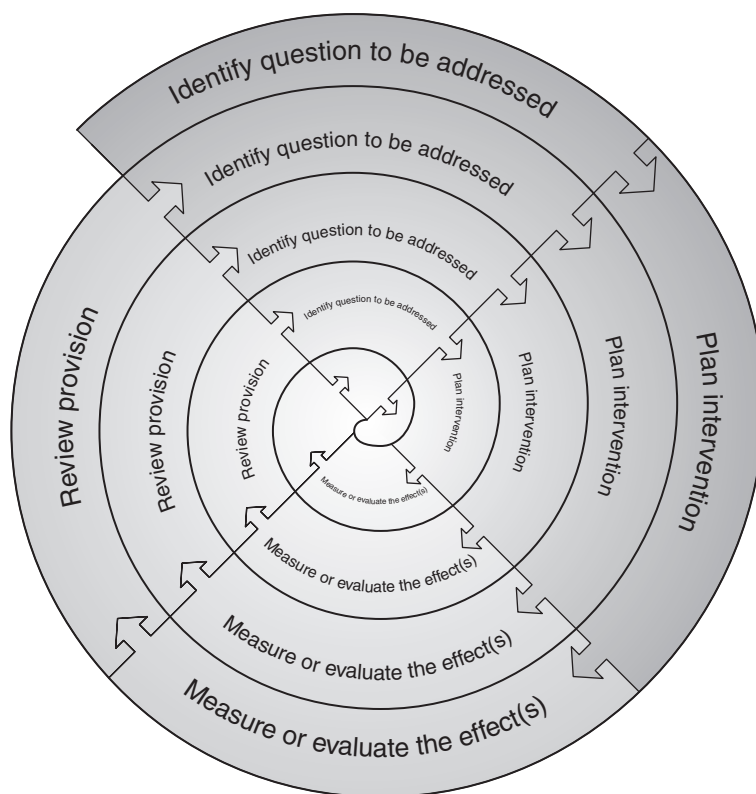 Identify question to be addressed
Identify question to be addressed
Identify question to be addressed
Identify question to be addressed
Plan intervention
Plan intervention
Plan intervention
Plan intervention
Measure or evaluate the effect(s)
Measure or evaluate the effect(s)
Measure or evaluate the effect(s)
Measure or evaluate the effect(s)
Review provision
Review provision
Review provision